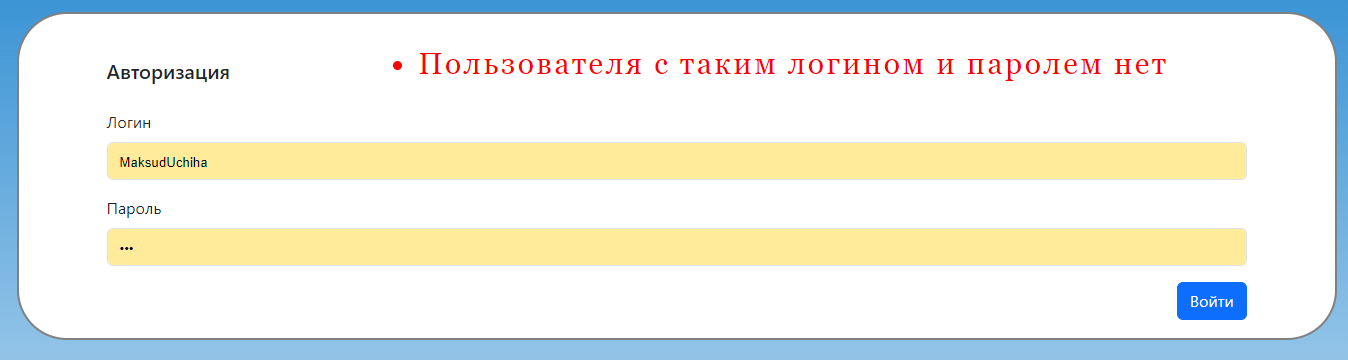 Авторизация
• Пользователя с таким логином и паролем нет
Логин
MaksudUchiha
Пароль
•••
Войти